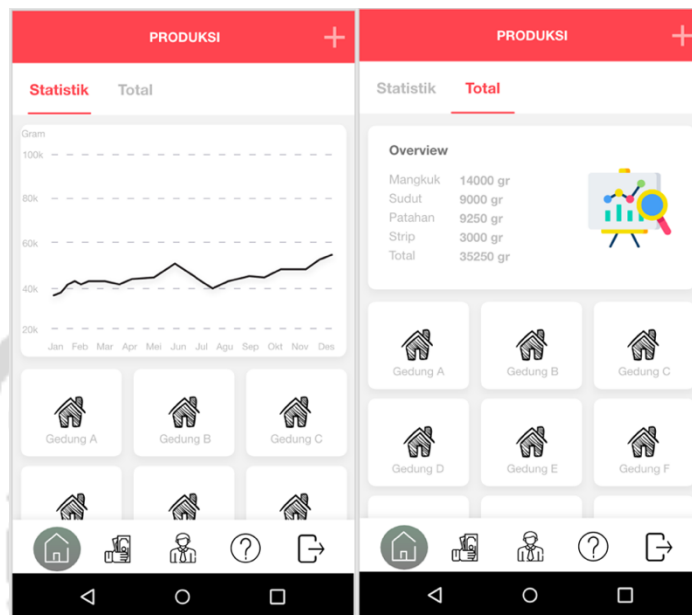 PRODUKSI
Statistik Total
Gram
100k
80k
60k
40k
20k
Jan Feb Mar Apr Mei Jun Jul Agu Sep Okt Nov Des
Gedung A Gedung B Gedung C
PRODUKSI
Statistik Total
Overview
Mangkuk 14000 gr
Sudut 9000 gr
Patahan 9250 gr
Strip 3000 gr
Total 35250 gr
Gedung A Gedung B Gedung C
Gedung D Gedung E Gedung F